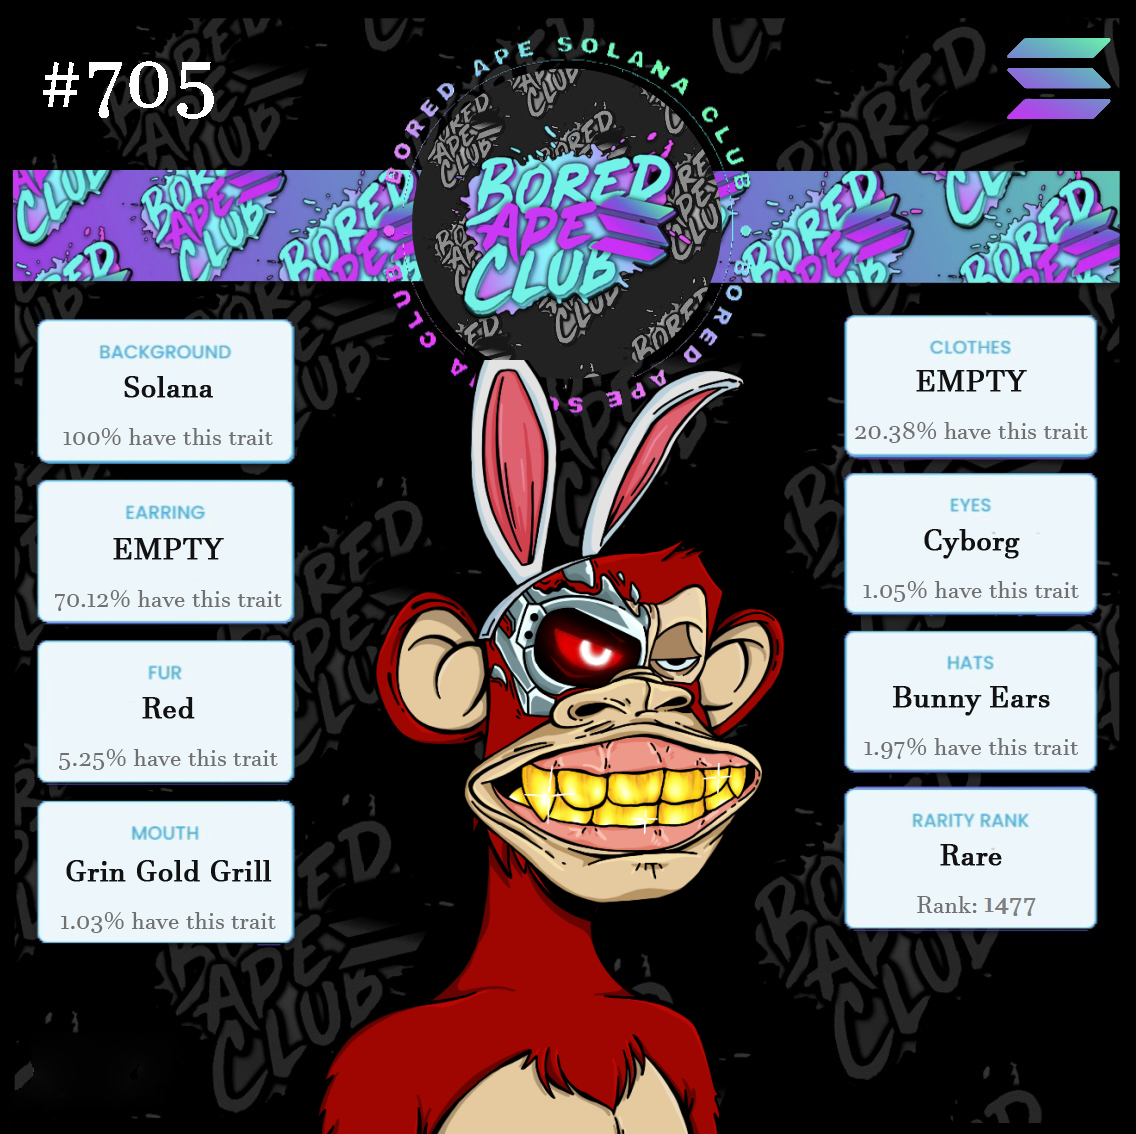 #705
BORED APE SOLANA CLUB
BORED
APE
CLUB
BACKGROUND
Solana
100% have this trait
EARRING
EMPTY
70.12% have this trait
FUR
Red
5.25% have this trait
MOUTH
Grin Gold Grill
1.03% have this trait
CLOTHES
EMPTY
20.38% have this trait
EYES
Cyborg
1.05% have this trait
HATS
Bunny Ears
1.97% have this trait
RARITY RANK
Rare
Rank: 1477